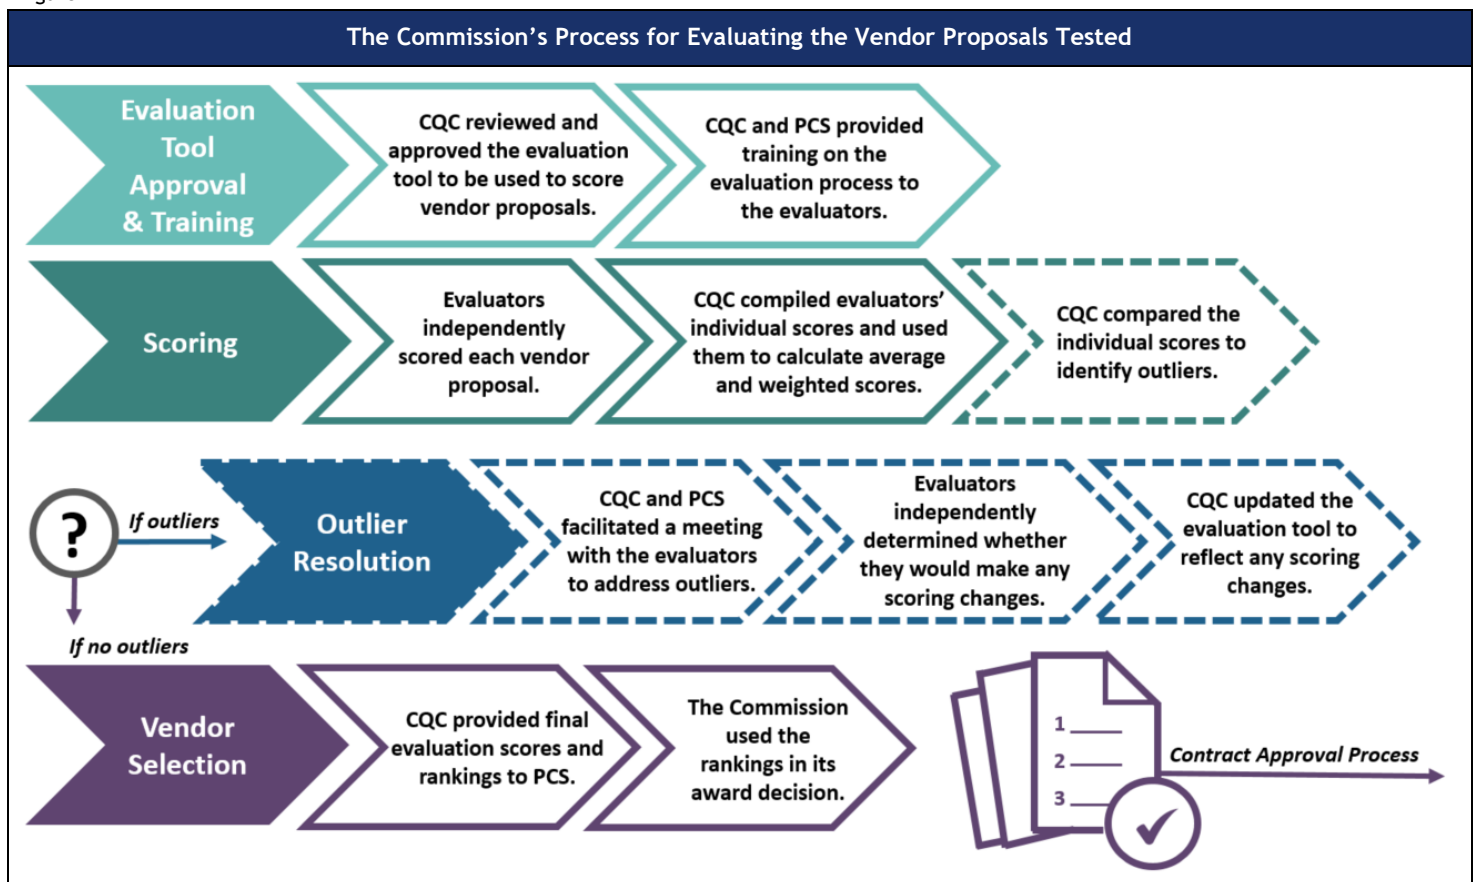 The Commission’s Process for Evaluating the Vendor Proposals Tested
Evaluation
Tool
Approval
& Training
CQC reviewed and
approved the evaluation
tool to be used to score
vendor proposals.
CQC and PCS provided
training on the
evaluation process to
the evaluators.
Scoring
Evaluators
independently
scored each vendor
proposal.
CQC compiled evaluators’
individual scores and used
them to calculate average
and weighted scores.
CQC compared the
individual scores to
identify outliers.
?
If outliers
If no outliers
Outlier
Resolution
CQC and PCS
facilitated a meeting
with the evaluators
to address outliers.
Evaluators
independently
determined whether
they would make any
scoring changes.
CQC updated the
evaluation tool to
reflect any scoring
changes.
Vendor
Selection
CQC provided final
evaluation scores and
rankings to PCS.
The Commission
used the
rankings in its
award decision.
1
2
3
Contract Approval Process